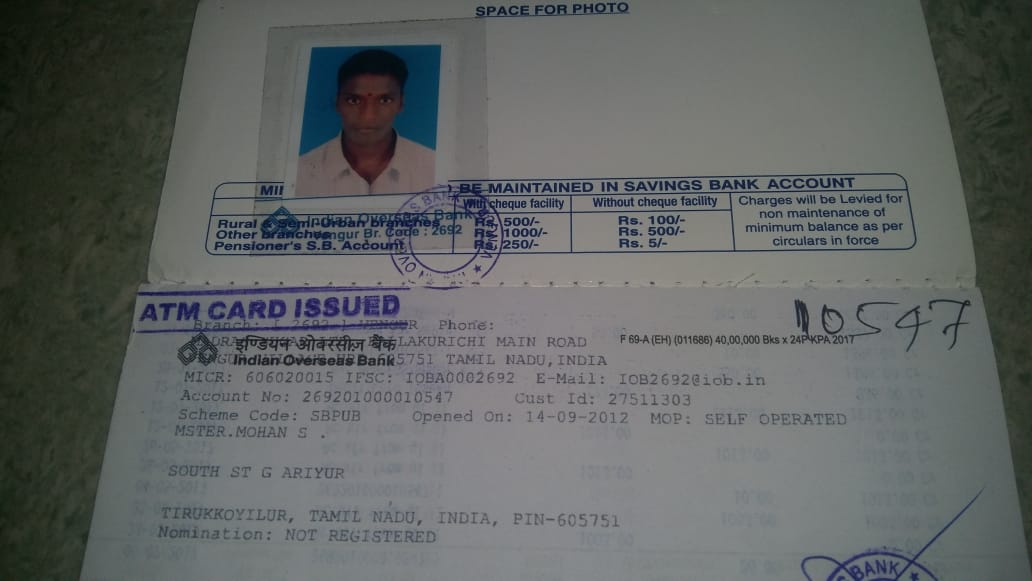 SPACE FOR PHOTO
BE MAINTAINED IN SAVINGS BANK ACCOUNT
With cheque facility Without cheque facility Charges will be Levied for non maintenance of minimum balance as per circulars in force
Rural & Semi-Urban branches Rs. 500/- Rs. 100/-
Other Branches Rs. 1000/- Rs. 500/-
Pensioner's S.B. Account Rs. 250/- Rs. 5/-
Indian Overseas Bank
Br. Code : 2692
ATM CARD ISSUED
10547
Branch: [ 2692 ] VENGUR Phone:
MAIN ROAD
F 69-A (EH) (011686) 40,00,000 Bks x 24P-KPA 2017
इण्डियन ओवरसीज़ बैंक
Indian Overseas Bank
605751 TAMIL NADU,INDIA
MICR: 606020015 IFSC: IOBA0002692 E-Mail: IOB2692@iob.in
Account No: 269201000010547 Cust Id: 27511303
Scheme Code: SBPUB Opened On: 14-09-2012 MOP: SELF OPERATED
MSTER.MOHAN S .
SOUTH ST G ARIYUR
TIRUKKOYILUR, TAMIL NADU, INDIA, PIN-605751
Nomination: NOT REGISTERED
BANK